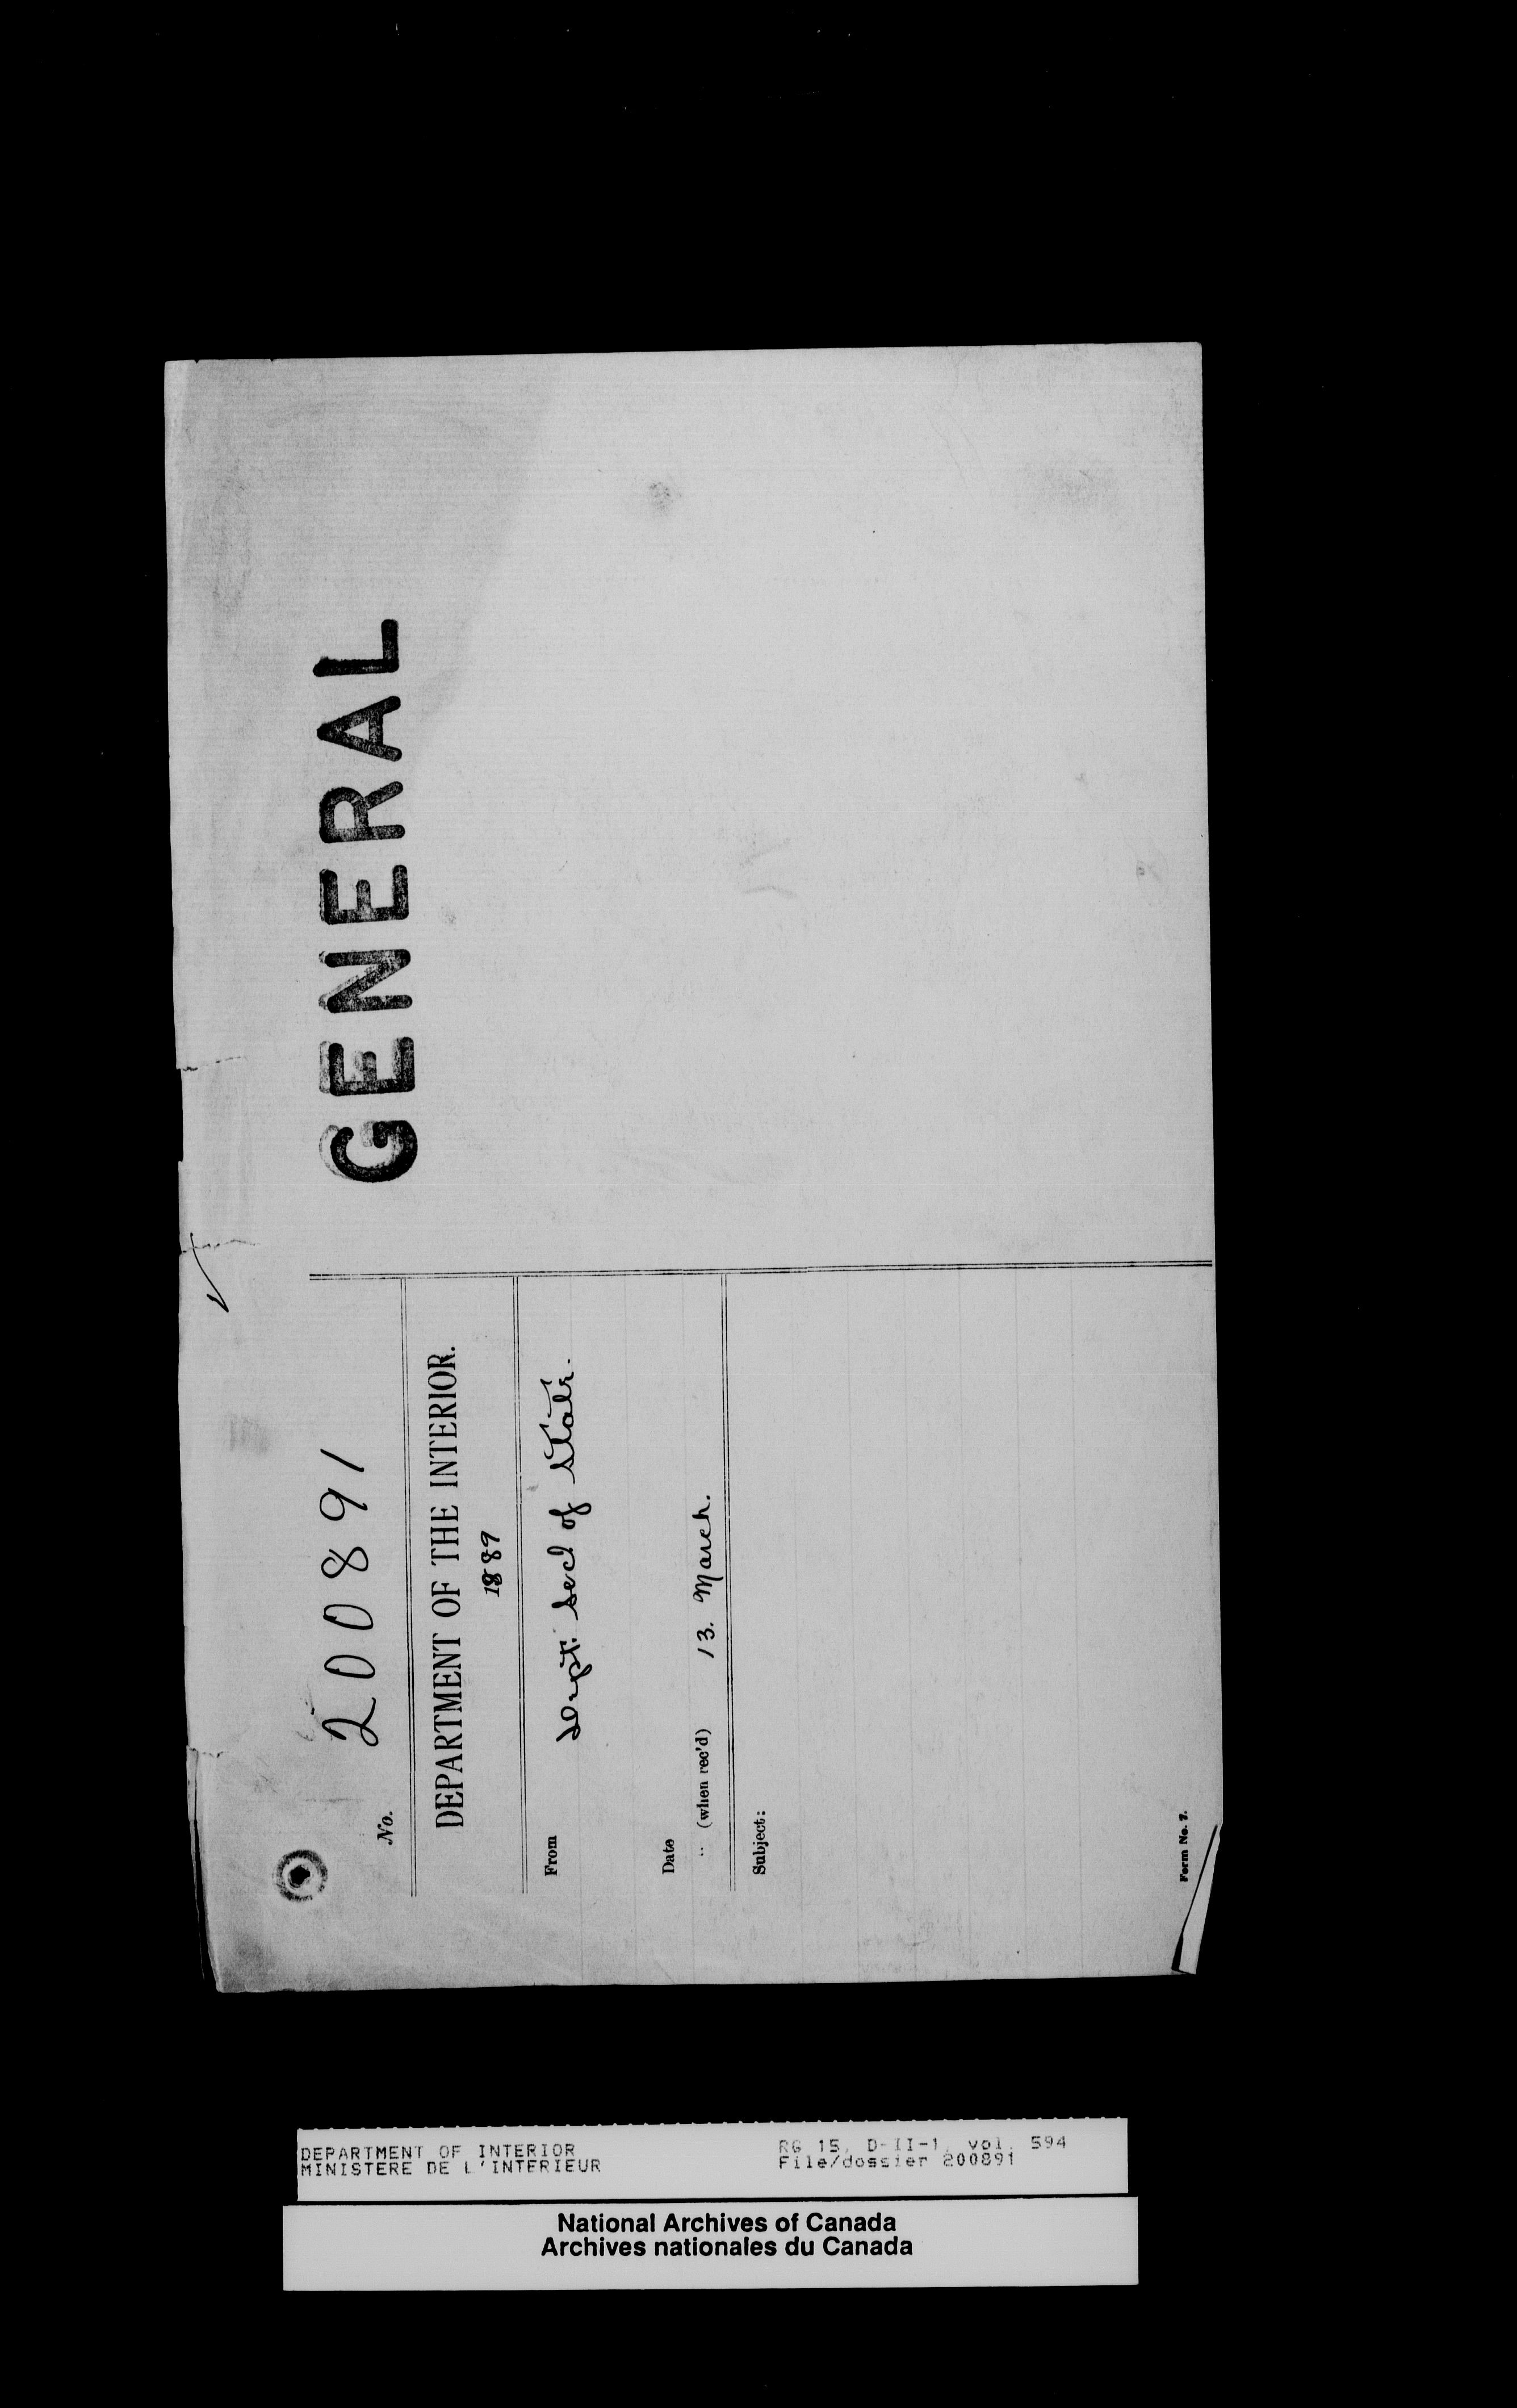 No. 200891
GENERAL
DEPARTMENT OF THE INTERIOR.
1889
From Dept. Sec of State.
Date
" (when rec'd) 13. March.
Subject:
Form No. 7.
DEPARTMENT OF INTERIOR
MINISTERE DE L'INTERIEUR
RG 15, D-II-1, vol. 594
File/dossier 200891
National Archives of Canada
Archives nationales du Canada